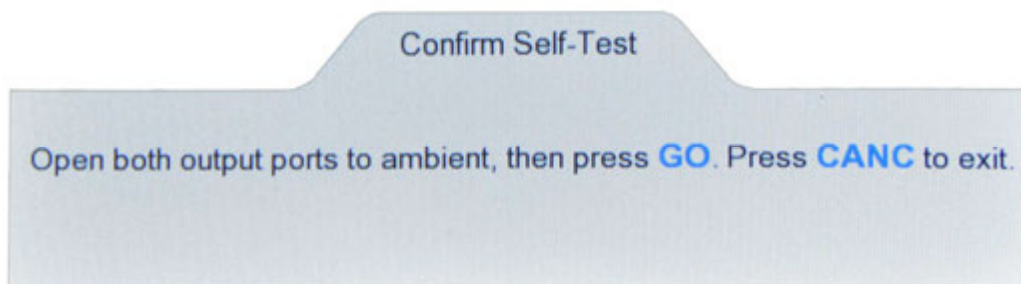 Confirm Self-Test
Open both output ports to ambient, then press GO. Press CANC to exit.